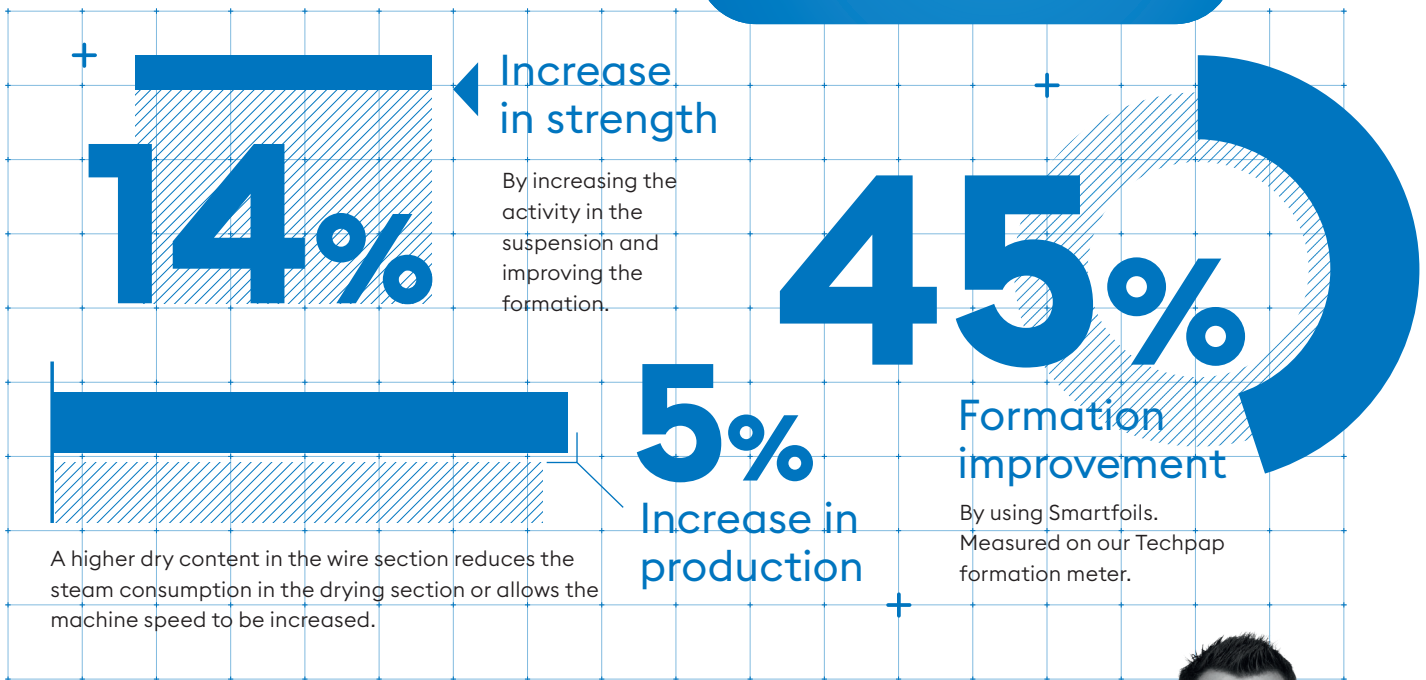 14%
Increase
in strength
By increasing the
activity in the
suspension and
improving the
formation.
45%
Formation
improvement
By using Smartfoils.
Measured on our Techpap
formation meter.
5%
Increase in
production
A higher dry content in the wire section reduces the
steam consumption in the drying section or allows the
machine speed to be increased.